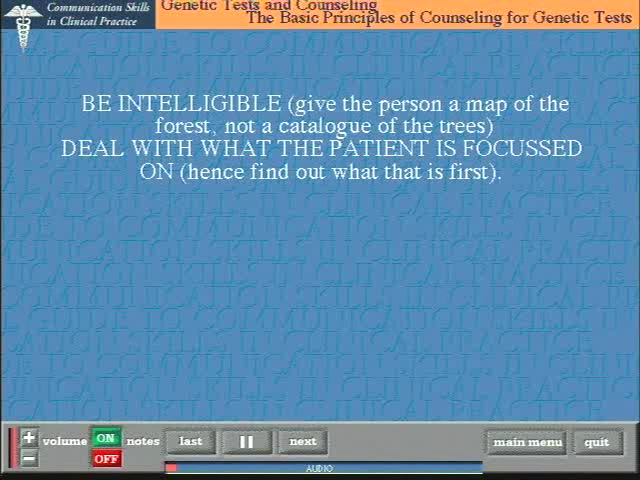 Communication Skills
in Clinical Practice
Genetic Tests and Counseling
The Basic Principles of Counseling for Genetic Tests
BE INTELLIGIBLE (give the person a map of the
forest, not a catalogue of the trees)
DEAL WITH WHAT THE PATIENT IS FOCUSSED
ON (hence find out what that is first).
+ volume ON notes last next main menu quit
- OFF
AUDIO